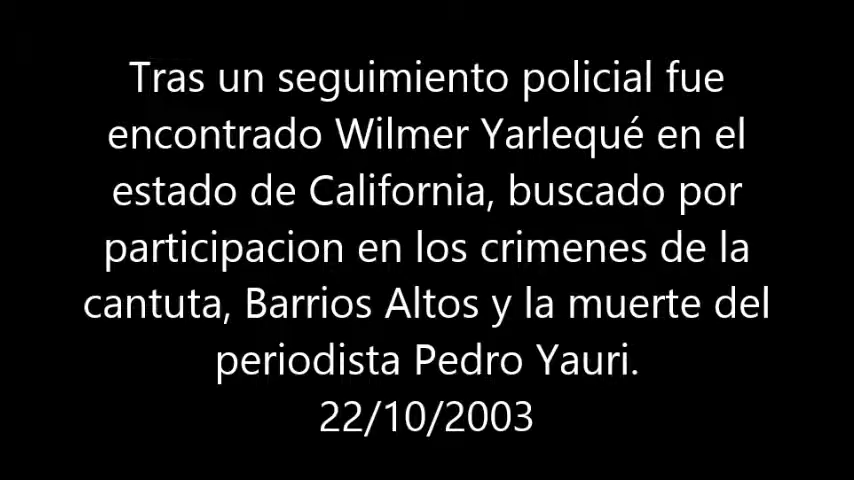 Tras un seguimiento policial fue
encontrado Wilmer Yarlequé en el
estado de California, buscado por
participacion en los crimenes de la
cantuta, Barrios Altos y la muerte del
periodista Pedro Yauri.
22/10/2003